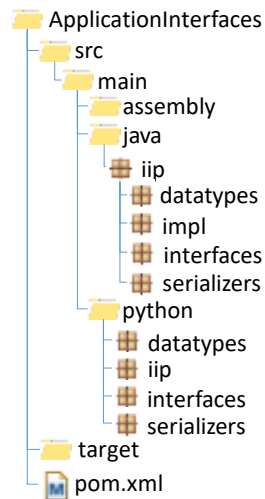 ApplicationInterfaces
src
main
assembly
java
iip
datatypes
impl
interfaces
serializers
python
datatypes
iip
interfaces
serializers
target
M pom.xml